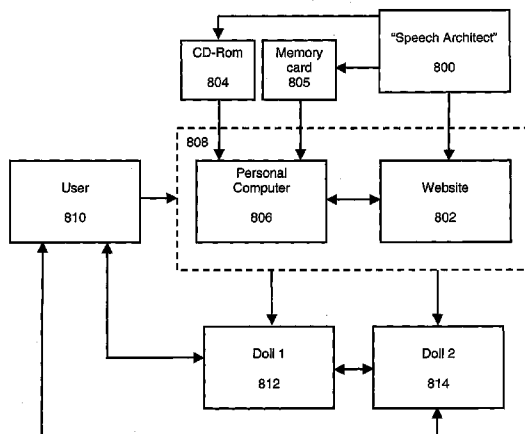 "Speech Architect"
800
CD-Rom
804
Memory
card
805
808
User
810
Personal
Computer
806
Website
802
Doll 1
812
Doll 2
814